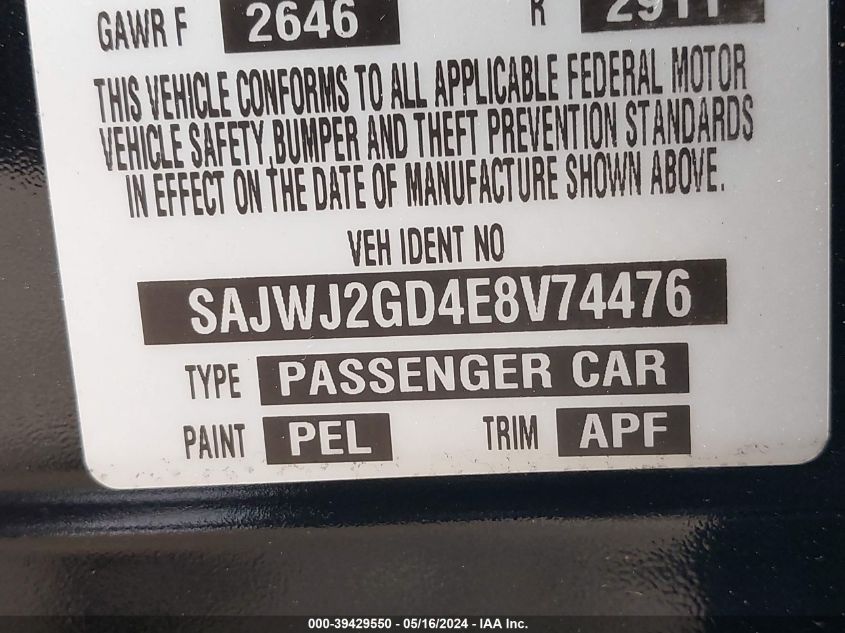 GAWR F 2646 R 2911
THIS VEHICLE CONFORMS TO ALL APPLICABLE FEDERAL MOTOR
VEHICLE SAFETY, BUMPER AND THEFT PREVENTION STANDARDS
IN EFFECT ON THE DATE OF MANUFACTURE SHOWN ABOVE.
VEH IDENT NO
SAJWJ2GD4E8V74476
TYPE PASSENGER CAR
PAINT PEL TRIM APF
000-39429550 - 05/16/2024 - IAA Inc.